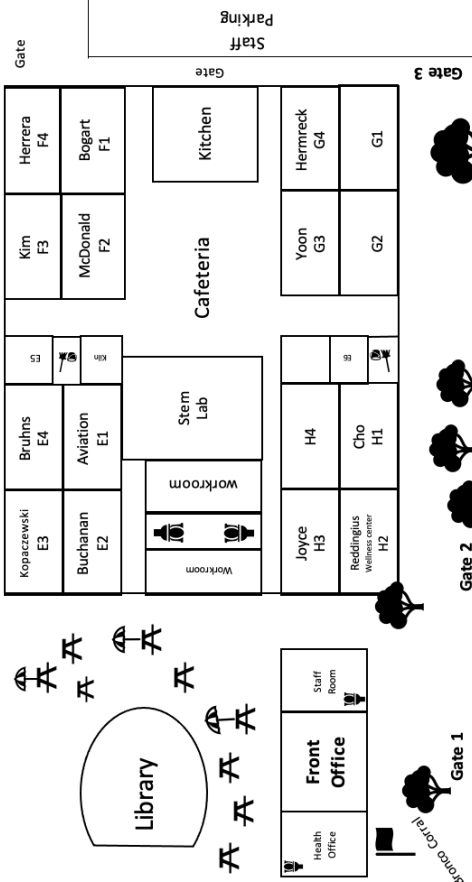 Gate
Staff
Parking
Gate
Gate 3
Herrera
F4
Bogart
F1
Kitchen
Hermreck
G4
G1
Kim
F3
McDonald
F2
Cafeteria
Yoon
G3
G2
E5
Kiln
E6
Bruhns
E4
Aviation
E1
Stem
Lab
H4
Cho
H1
Kopaczewski
E3
Buchanan
E2
workroom
Workroom
Joyce
H3
Reddingius
Wellness center
H2
Gate 2
Library
Staff
Room
Front
Office
Health
Office
Gate 1
Bronco Corral